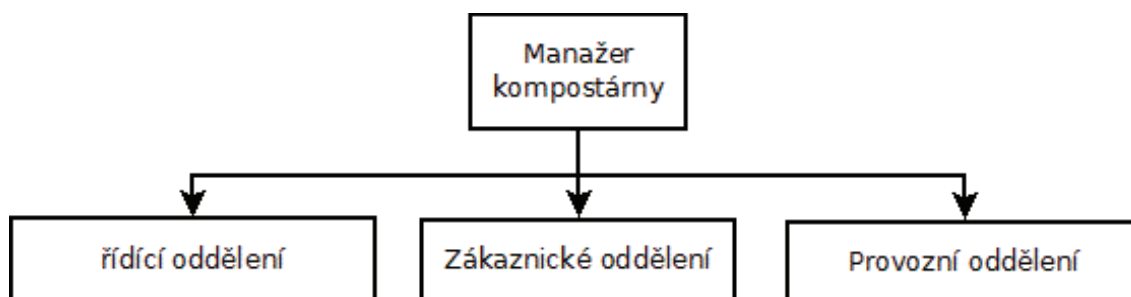 Manažer
kompostárny
řídící oddělení
Zákaznické oddělení
Provozní oddělení